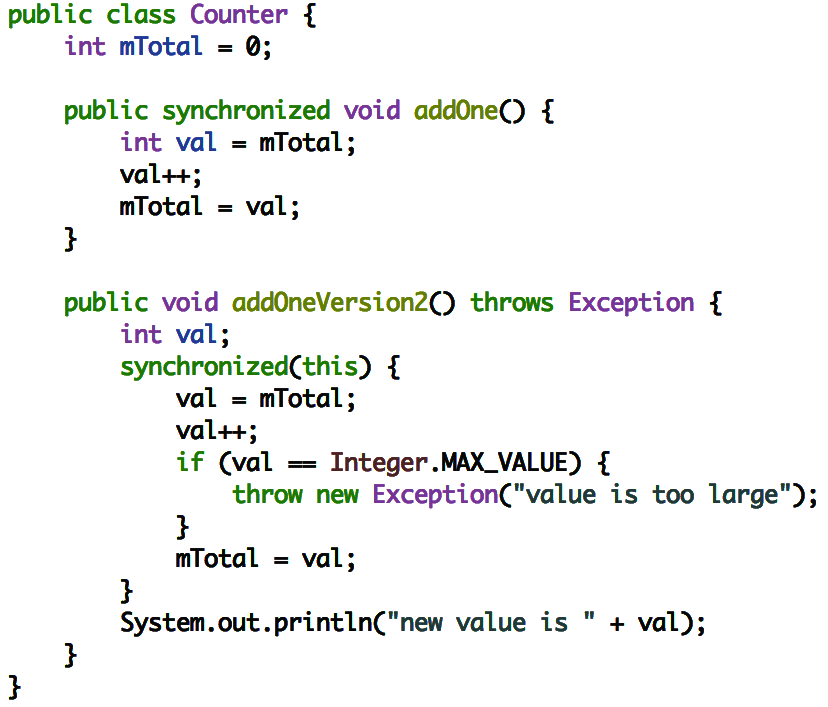 public class Counter {
    int mTotal = 0;

    public synchronized void addOne() {
        int val = mTotal;
        val++;
        mTotal = val;
    }

    public void addOneVersion2() throws Exception {
        int val;
        synchronized(this) {
            val = mTotal;
            val++;
            if (val == Integer.MAX_VALUE) {
                throw new Exception("value is too large");
            }
            mTotal = val;
        }
        System.out.println("new value is " + val);
    }
}